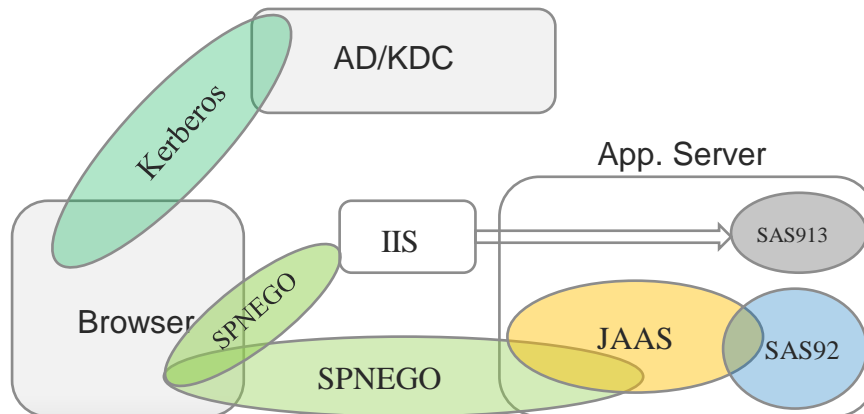 AD/KDC
Kerberos
App. Server
IIS
SAS913
Browser
SPNEGO
JAAS
SAS92
SPNEGO